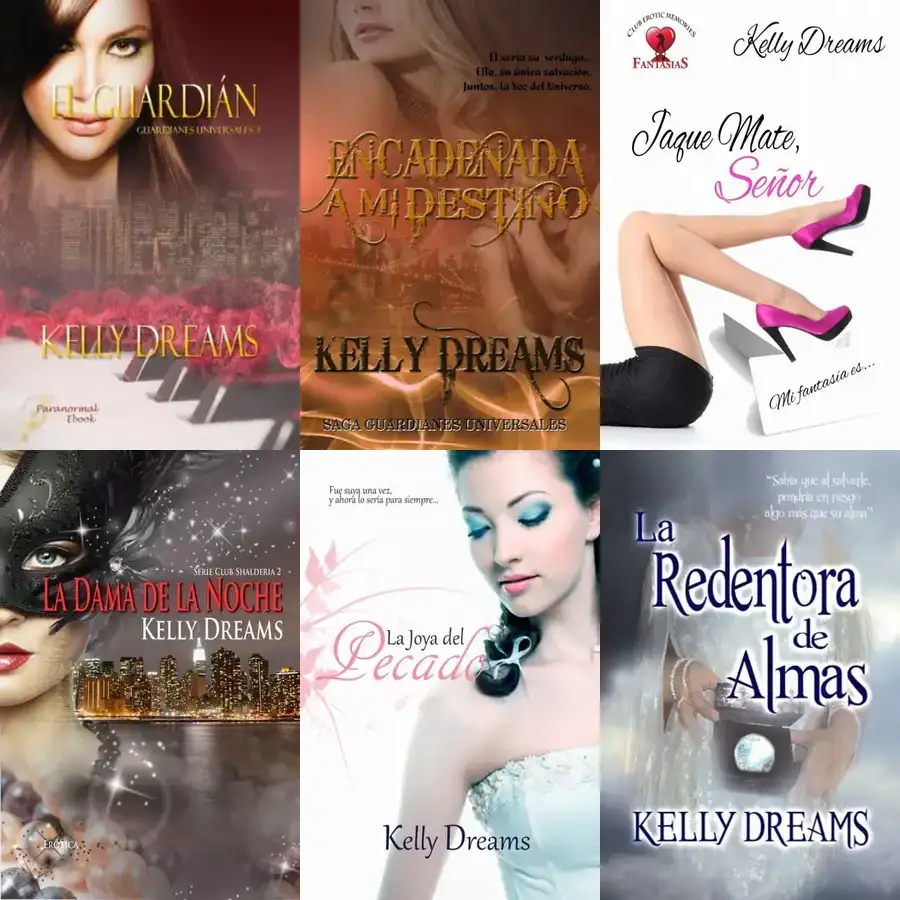 EL GUARDIÁN
GUARDIANES UNIVERSALES 3
KELLY DREAMS
Paranormal
Ebook
El sería su verdugo...
Ella, su única salvación,
Juntos, la Voz del Universo.
ENCADENADA
A MI DESTINO
KELLY DREAMS
SAGA GUARDIANES UNIVERSALES
CLUB EROTIC MEMORIES
FANTASIAS
Kelly Dreams
Jaque Mate,
Señor
Mi fantasía es...
SERIE CLUB SHALDERIA 2
LA DAMA DE LA NOCHE
KELLY DREAMS
EROTICA
Fue suya una vez,
y ahora lo sería para siempre...
La Joya del
Pecado
Kelly Dreams
"Sabía que al salvarle,
pondría en riesgo
algo más que su alma"
La
Redentora
de
Almas
KELLY DREAMS